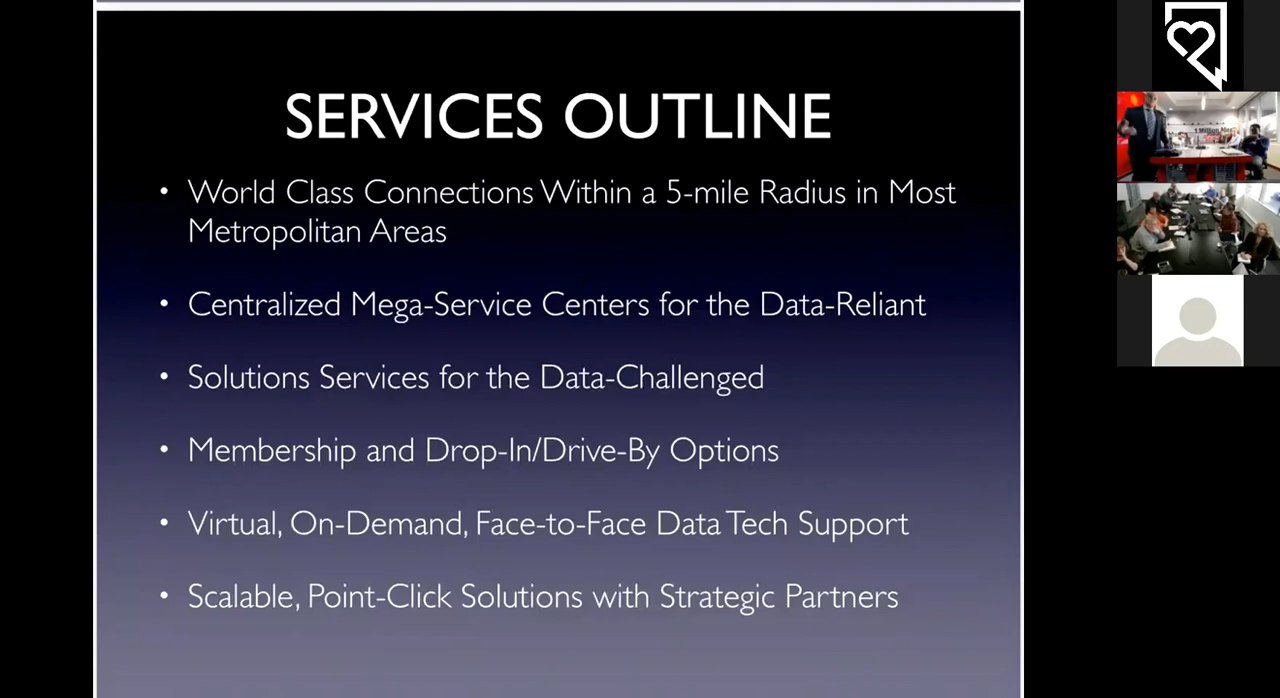 SERVICES OUTLINE
• World Class Connections Within a 5-mile Radius in Most
Metropolitan Areas
• Centralized Mega-Service Centers for the Data-Reliant
• Solutions Services for the Data-Challenged
• Membership and Drop-In/Drive-By Options
• Virtual, On-Demand, Face-to-Face Data Tech Support
• Scalable, Point-Click Solutions with Strategic Partners
1 Million